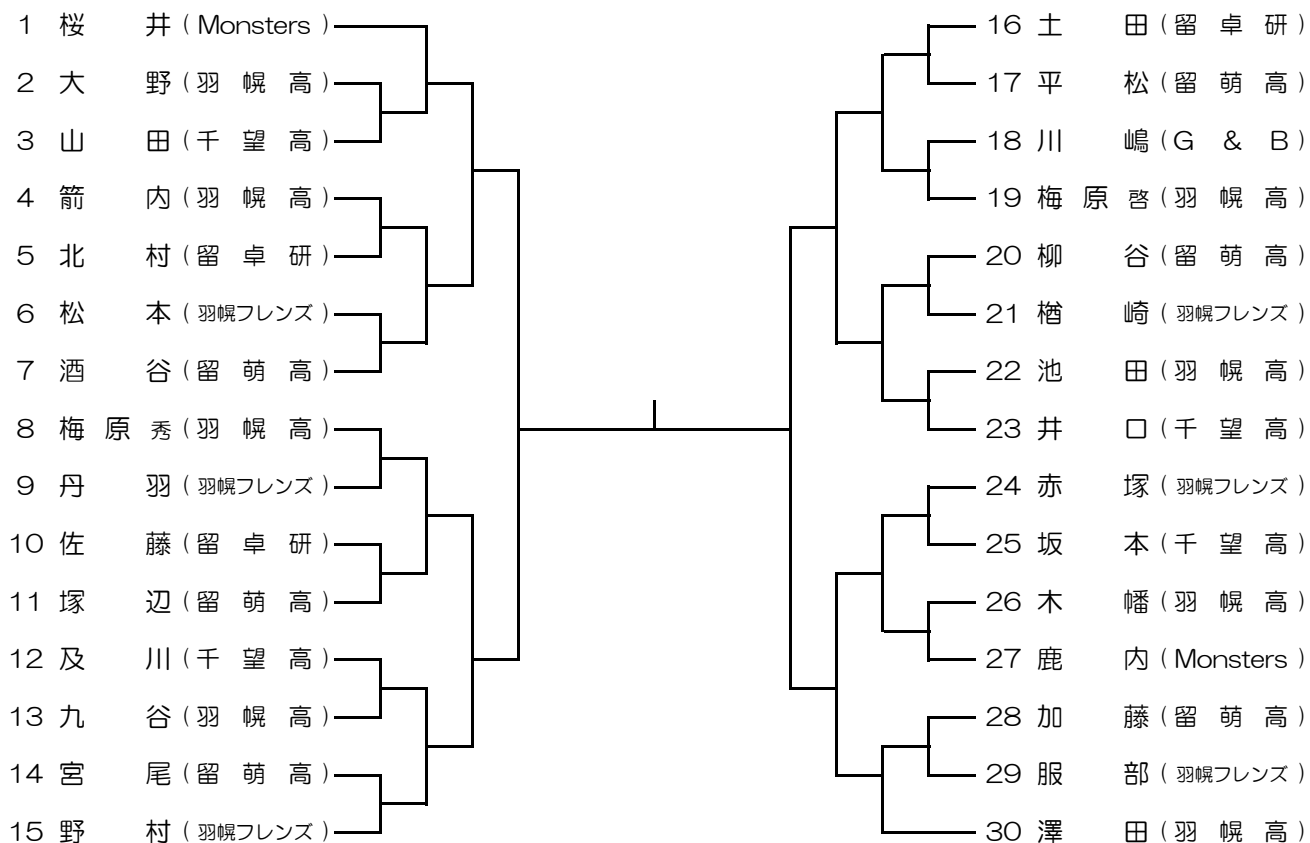 1 桜井(Monsters)
2 大野(羽幌高)
3 山田(千望高)
4 箭内(羽幌高)
5 北村(留卓研)
6 松本(羽幌フレンズ)
7 酒谷(留萌高)
8 梅原秀(羽幌高)
9 丹羽(羽幌フレンズ)
10 佐藤(留卓研)
11 塚辺(留萌高)
12 及川(千望高)
13 九谷(羽幌高)
14 宮尾(留萌高)
15 野村(羽幌フレンズ)
16 土田(留卓研)
17 平松(留萌高)
18 川嶋(G & B)
19 梅原啓(羽幌高)
20 柳谷(留萌高)
21 楢崎(羽幌フレンズ)
22 池田(羽幌高)
23 井口(千望高)
24 赤塚(羽幌フレンズ)
25 坂本(千望高)
26 木幡(羽幌高)
27 鹿内(Monsters)
28 加藤(留萌高)
29 服部(羽幌フレンズ)
30 澤田(羽幌高)